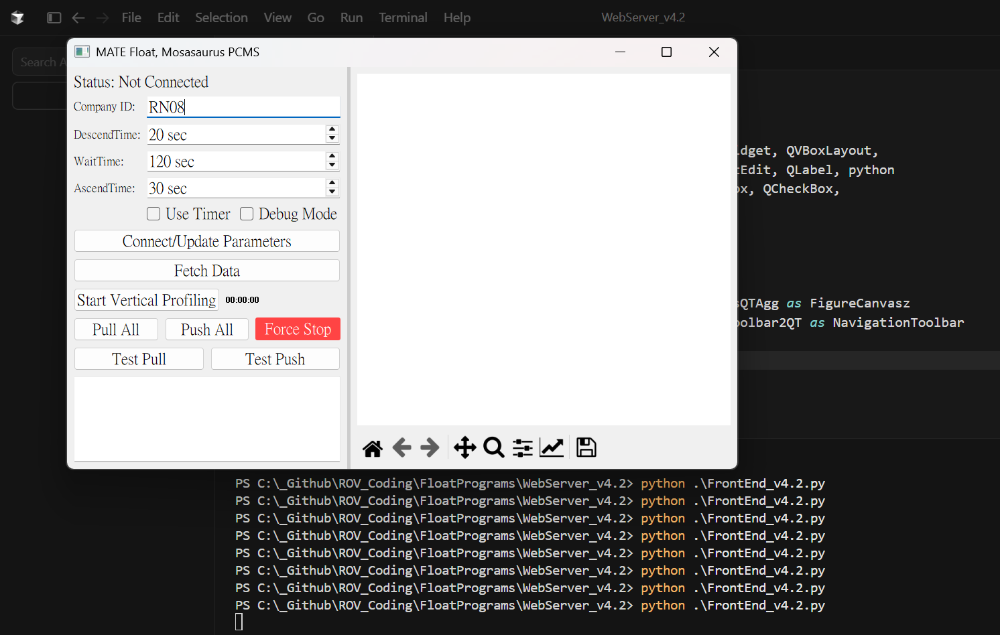 File Edit Selection View Go Run Terminal Help WebServer_v4.2
Search A
MATE Float, Mosasaurus PCMS
Status: Not Connected
Company ID: RN08
DescendTime: 20 sec
WaitTime: 120 sec
AscendTime: 30 sec
Use Timer Debug Mode
Connect/Update Parameters
Fetch Data
Start Vertical Profiling 00:00:00
Pull All Push All Force Stop
Test Pull Test Push
dget, QVBoxLayout,
Edit, QLabel, python
ox, QCheckBox,
sQTAgg as FigureCanvasz
oolbar2QT as NavigationToolbar
PS C:\_Github\ROV_Coding\FloatPrograms\WebServer_v4.2> python .\FrontEnd_v4.2.py
PS C:\_Github\ROV_Coding\FloatPrograms\WebServer_v4.2> python .\FrontEnd_v4.2.py
PS C:\_Github\ROV_Coding\FloatPrograms\WebServer_v4.2> python .\FrontEnd_v4.2.py
PS C:\_Github\ROV_Coding\FloatPrograms\WebServer_v4.2> python .\FrontEnd_v4.2.py
PS C:\_Github\ROV_Coding\FloatPrograms\WebServer_v4.2> python .\FrontEnd_v4.2.py
PS C:\_Github\ROV_Coding\FloatPrograms\WebServer_v4.2> python .\FrontEnd_v4.2.py
PS C:\_Github\ROV_Coding\FloatPrograms\WebServer_v4.2> python .\FrontEnd_v4.2.py
PS C:\_Github\ROV_Coding\FloatPrograms\WebServer_v4.2> python .\FrontEnd_v4.2.py